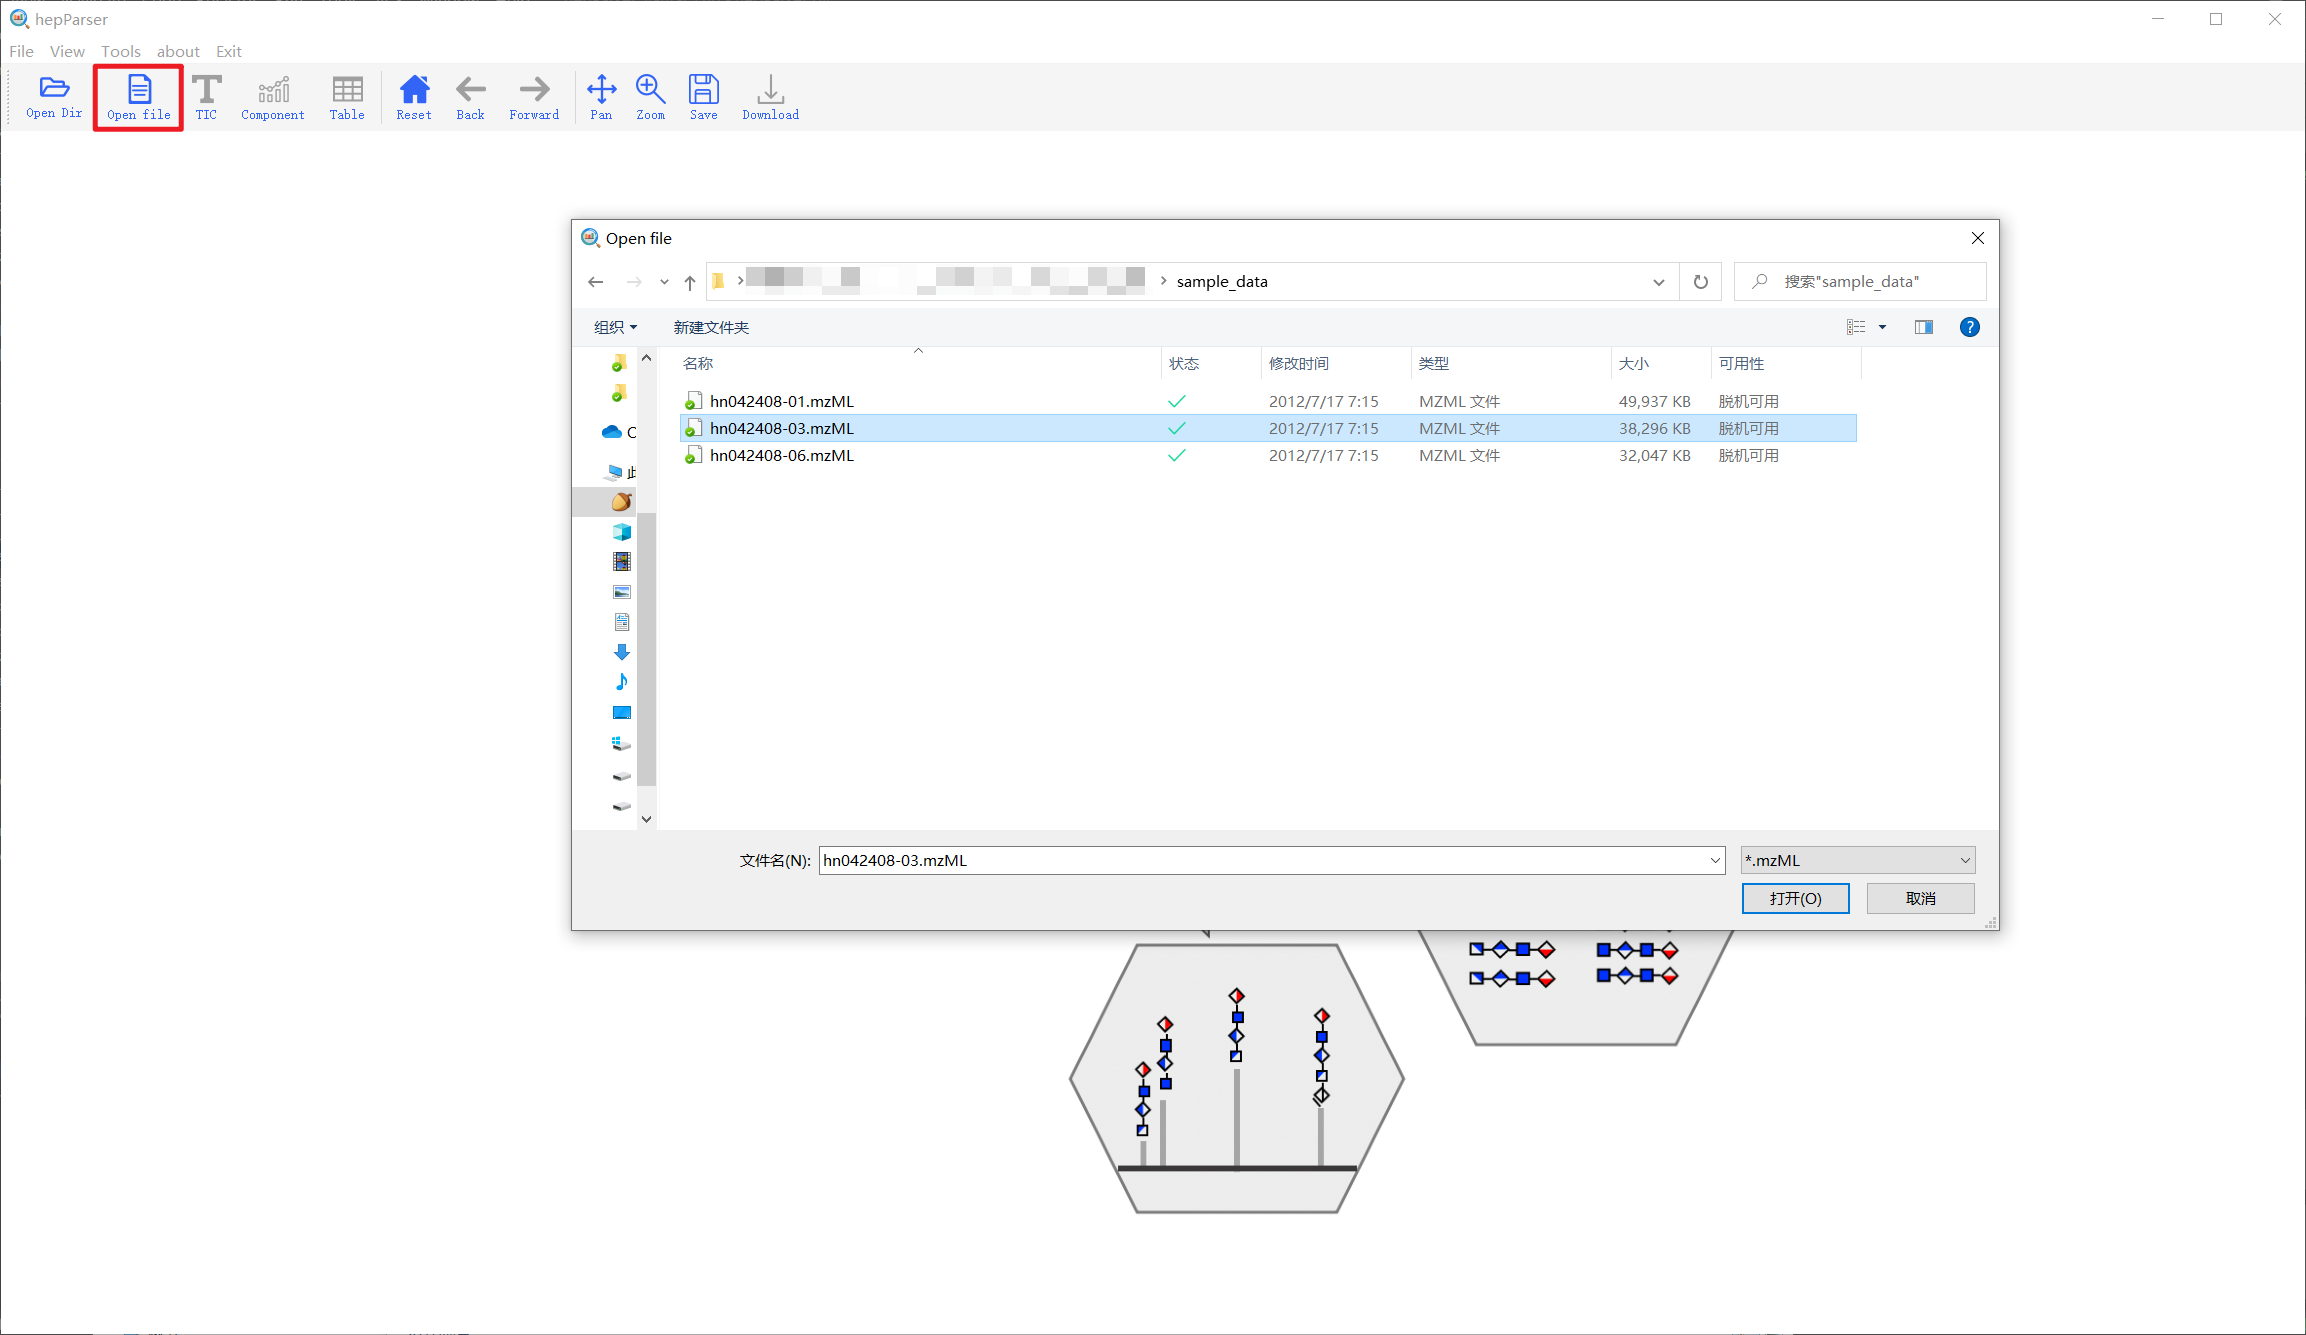 hepParser
File View Tools about Exit
Open Dir Open file TIC Component Table Reset Back Forward Pan Zoom Save Download
Open file
sample_data 搜索"sample_data"
组织 新建文件夹
名称 状态 修改时间 类型 大小 可用性
hn042408-01.mzML 2012/7/17 7:15 MZML 文件 49,937 KB 脱机可用
hn042408-03.mzML 2012/7/17 7:15 MZML 文件 38,296 KB 脱机可用
hn042408-06.mzML 2012/7/17 7:15 MZML 文件 32,047 KB 脱机可用
文件名(N): hn042408-03.mzML *.mzML
打开(O) 取消